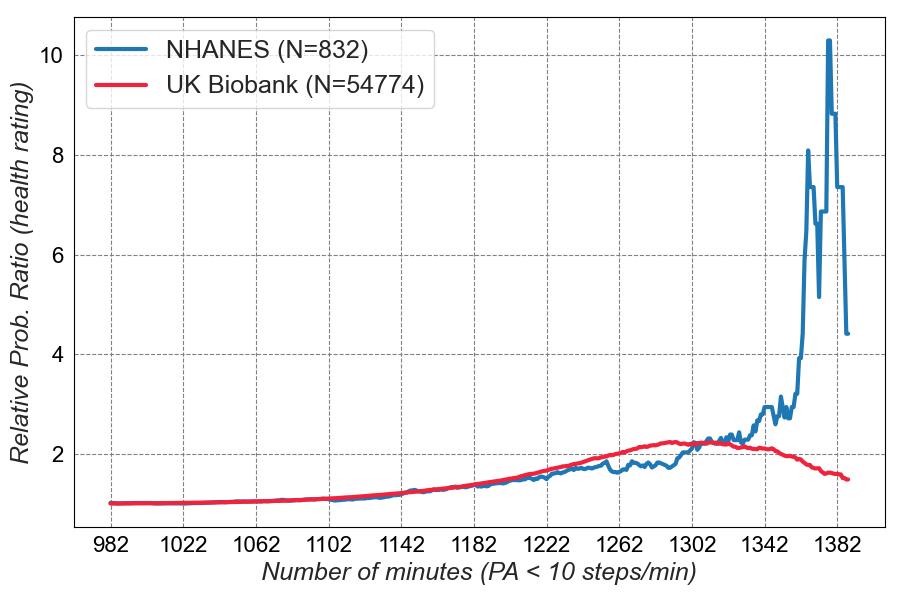 NHANES (N=832)
UK Biobank (N=54774)
Relative Prob. Ratio (health rating)
10
8
6
4
2
982 1022 1062 1102 1142 1182 1222 1262 1302 1342 1382
Number of minutes (PA < 10 steps/min)